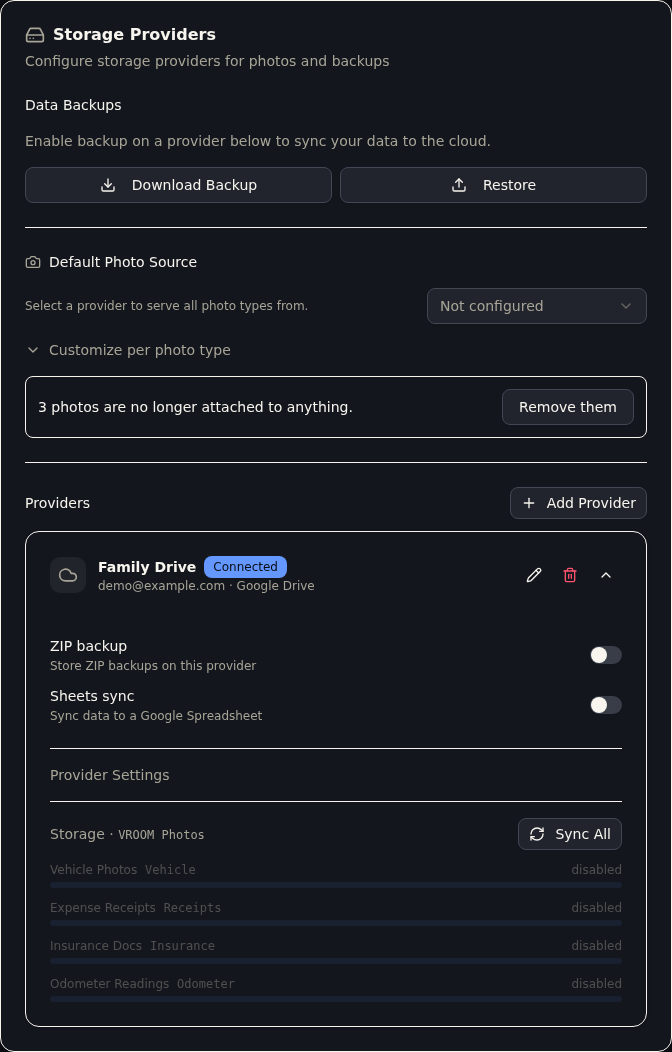 Storage Providers
Configure storage providers for photos and backups
Data Backups
Enable backup on a provider below to sync your data to the cloud.
Download Backup
Restore
Default Photo Source
Select a provider to serve all photo types from.
Not configured
Customize per photo type
3 photos are no longer attached to anything.
Remove them
Providers
Add Provider
Family Drive Connected
demo@example.com · Google Drive
ZIP backup
Store ZIP backups on this provider
Sheets sync
Sync data to a Google Spreadsheet
Provider Settings
Storage · VROOM Photos
Sync All
Vehicle Photos Vehicle disabled
Expense Receipts Receipts disabled
Insurance Docs Insurance disabled
Odometer Readings Odometer disabled